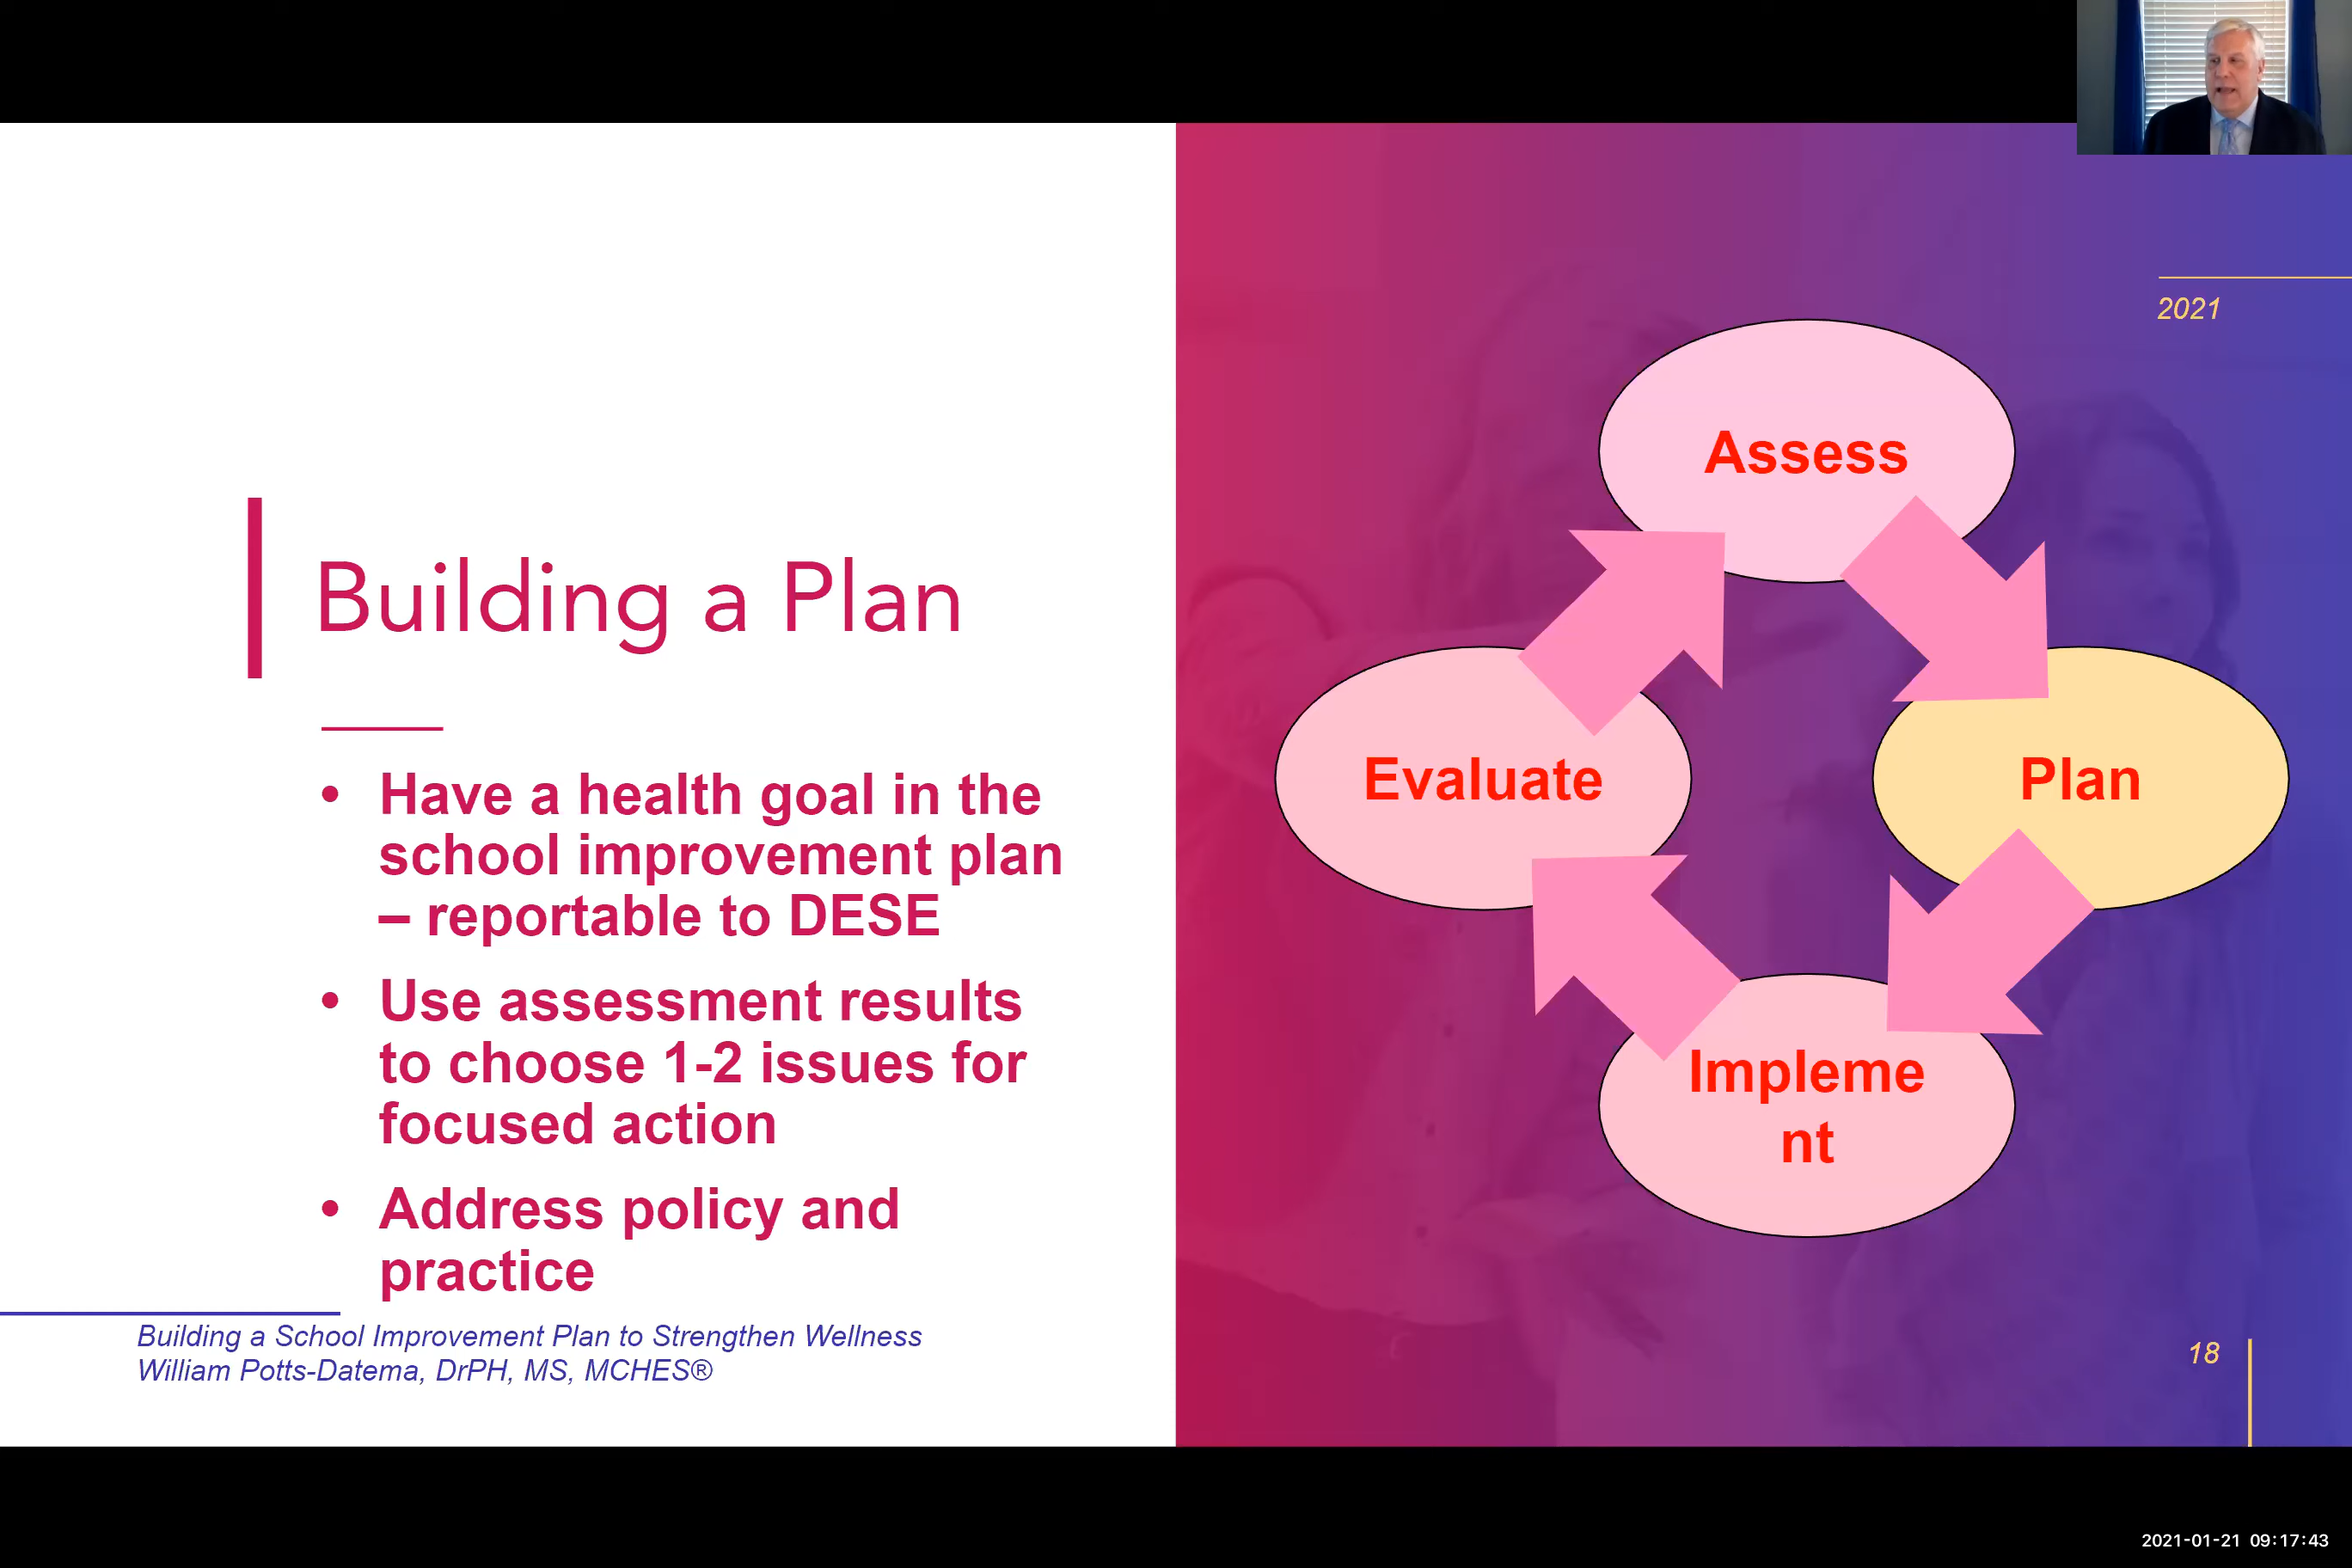 Building a Plan
• Have a health goal in the
school improvement plan
– reportable to DESE
• Use assessment results
to choose 1-2 issues for
focused action
• Address policy and
practice
Building a School Improvement Plan to Strengthen Wellness
William Potts-Datema, DrPH, MS, MCHES®
2021
Assess
Evaluate
Plan
Impleme
nt
18
2021-01-21 09:17:43